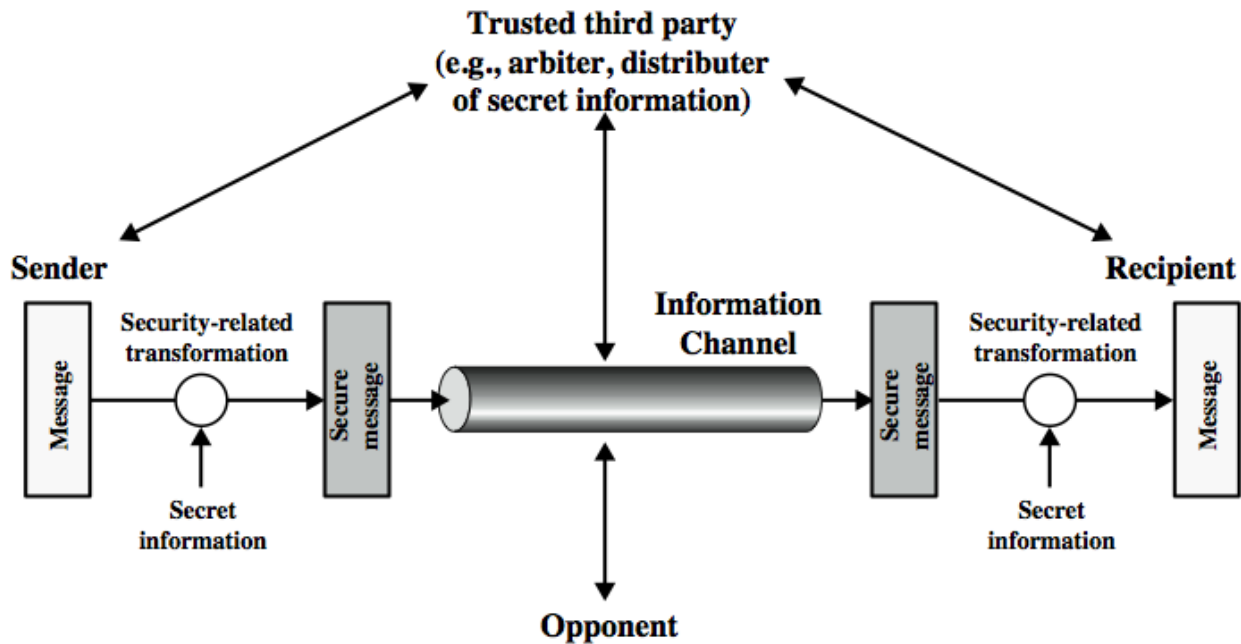 Trusted third party
(e.g., arbiter, distributer
of secret information)
Sender
Recipient
Information
Channel
Security-related
transformation
Security-related
transformation
Message
Secure
message
Secure
message
Message
Secret
information
Secret
information
Opponent